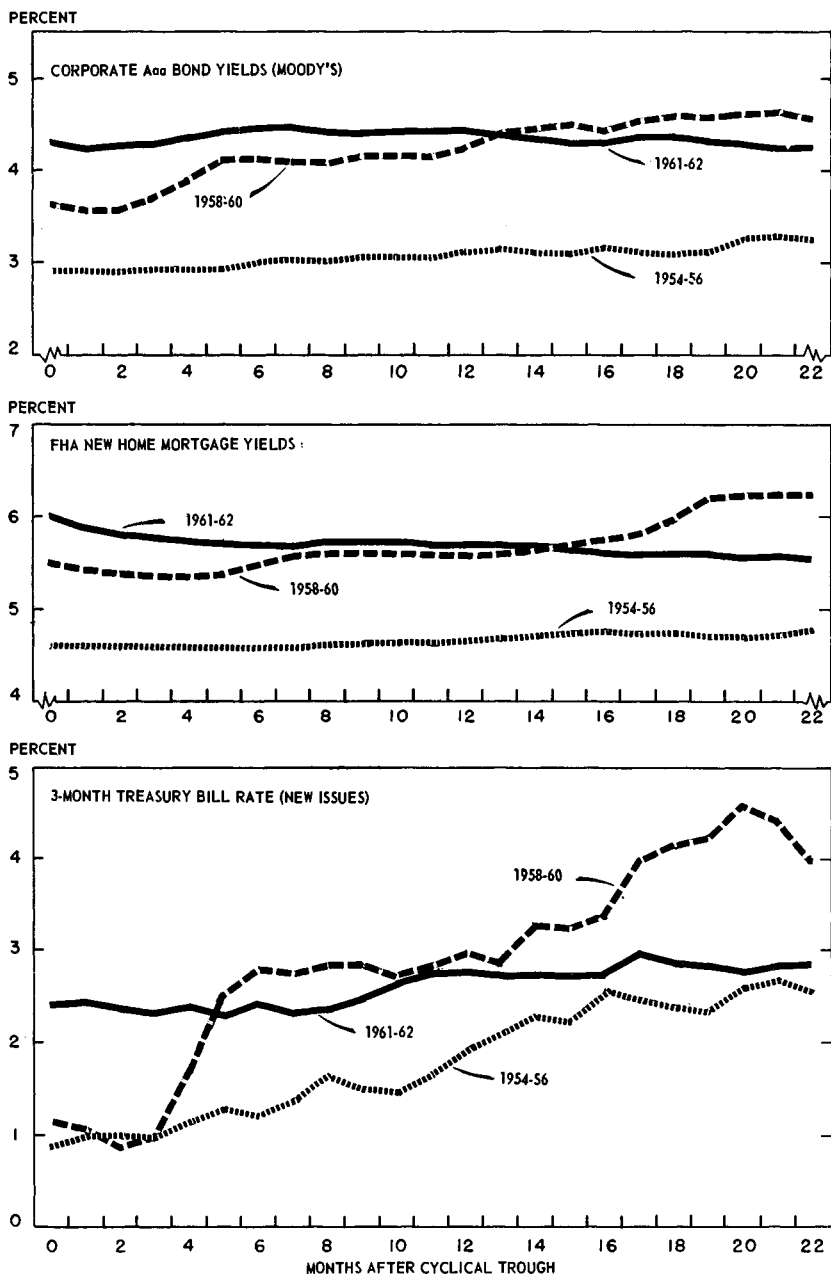 PERCENT
5
CORPORATE Aaa BOND YIELDS (MOODY'S)
4
1961-62
1958-60
3
1954-56
2
0 2 4 6 8 10 12 14 16 18 20 22
PERCENT
7
FHA NEW HOME MORTGAGE YIELDS :
1961-62
6
1958-60
1954-56
5
4
0 2 4 6 8 10 12 14 16 18 20 22
PERCENT
5
3-MONTH TREASURY BILL RATE (NEW ISSUES)
4
1958-60
3
2
1961-62
1954-56
1
0
0 2 4 6 8 10 12 14 16 18 20 22
MONTHS AFTER CYCLICAL TROUGH